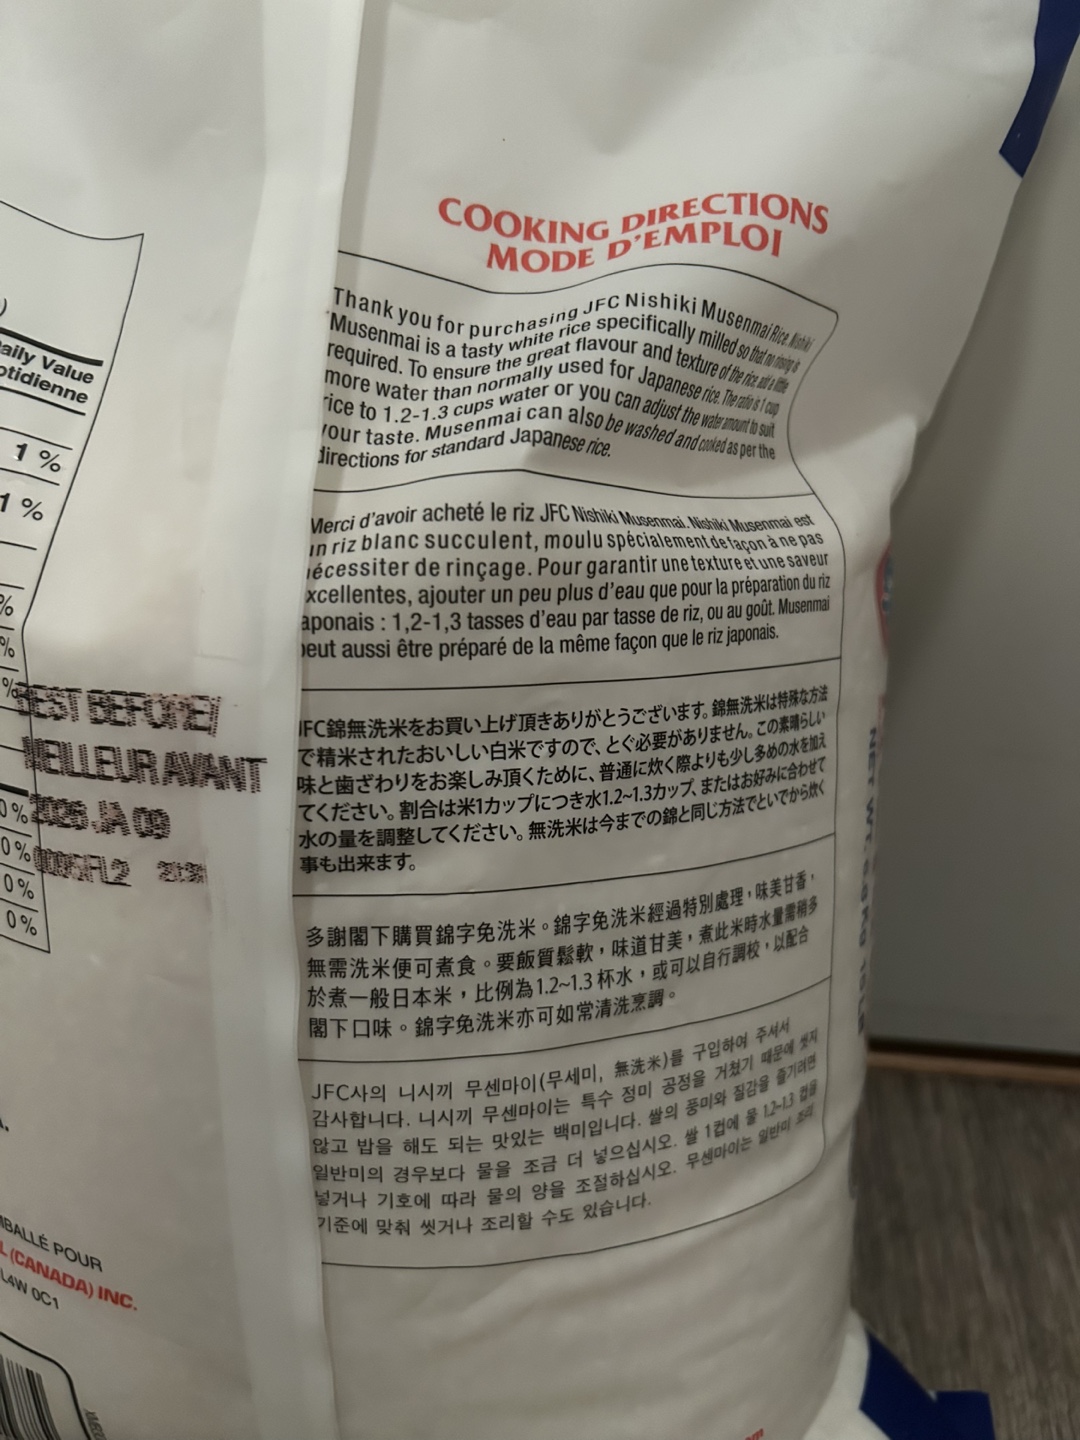 aily Value
otidienne
1 %
1 %
%
%
%
0 %
0 %
0 %
0 %
BEST BEFORE/
MEILLEUR AVANT
2026 JA 09
MBALLÉ POUR
L (CANADA) INC.
L4W 0C1
COOKING DIRECTIONS
MODE D'EMPLOI
Thank you for purchasing JFC Nishiki Musenmai Rice. Nishiki
Musenmai is a tasty white rice specifically milled so that no rinsing is
required. To ensure the great flavour and texture of the rice add a little
more water than normally used for Japanese rice. The ratio is 1 cup
rice to 1.2-1.3 cups water or you can adjust the water amount to suit
your taste. Musenmai can also be washed and cooked as per the
directions for standard Japanese rice.
Merci d'avoir acheté le riz JFC Nishiki Musenmai. Nishiki Musenmai est
un riz blanc succulent, moulu spécialement de façon à ne pas
nécessiter de rinçage. Pour garantir une texture et une saveur
xcellentes, ajouter un peu plus d'eau que pour la préparation du riz
aponais : 1,2-1,3 tasses d'eau par tasse de riz, ou au goût. Musenmai
peut aussi être préparé de la même façon que le riz japonais.
JFC錦無洗米をお買い上げ頂きありがとうございます。錦無洗米は特殊な方法
で精米されたおいしい白米ですので、とぐ必要がありません。この素晴らしい
味と歯ざわりをお楽しみ頂くために、普通に炊く際よりも少し多めの水を加え
てください。割合は米1カップにつき水1.2~1.3カップ、またはお好みに合わせて
水の量を調整してください。無洗米は今までの錦と同じ方法でといでから炊く
事も出来ます。
多謝閣下購買錦字免洗米。錦字免洗米經過特別處理，味美甘香，
無需洗米便可煮食。要飯質鬆軟，味道甘美，煮此米時水量需稍多
於煮一般日本米，比例為1.2~1.3 杯水，或可以自行調校，以配合
閣下口味。錦字免洗米亦可如常清洗烹調。
JFC사의 니시끼 무센마이(무세미, 無洗米)를 구입하여 주셔서
감사합니다. 니시끼 무센마이는 특수 정미 공정을 거쳤기 때문에 씻지
않고 밥을 해도 되는 맛있는 백미입니다. 쌀의 풍미와 질감을 즐기려면
일반미의 경우보다 물을 조금 더 넣으십시오. 쌀 1컵에 물 1.2-1.3 컵을
넣거나 기호에 따라 물의 양을 조절하십시오. 무센마이는 일반미 조리
기준에 맞춰 씻거나 조리할 수도 있습니다.
NET WT.